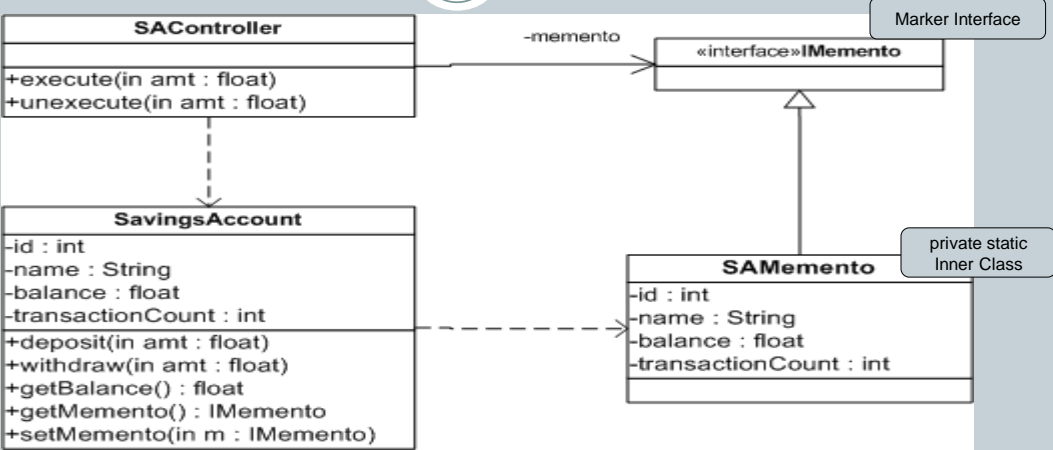 SAController
+execute(in amt : float)
+unexecute(in amt : float)
-memento
Marker Interface
«interface»IMemento
SavingsAccount
-id : int
-name : String
-balance : float
-transactionCount : int
+deposit(in amt : float)
+withdraw(in amt : float)
+getBalance() : float
+getMemento() : IMemento
+setMemento(in m : IMemento)
private static
Inner Class
SAMemento
-id : int
-name : String
-balance : float
-transactionCount : int